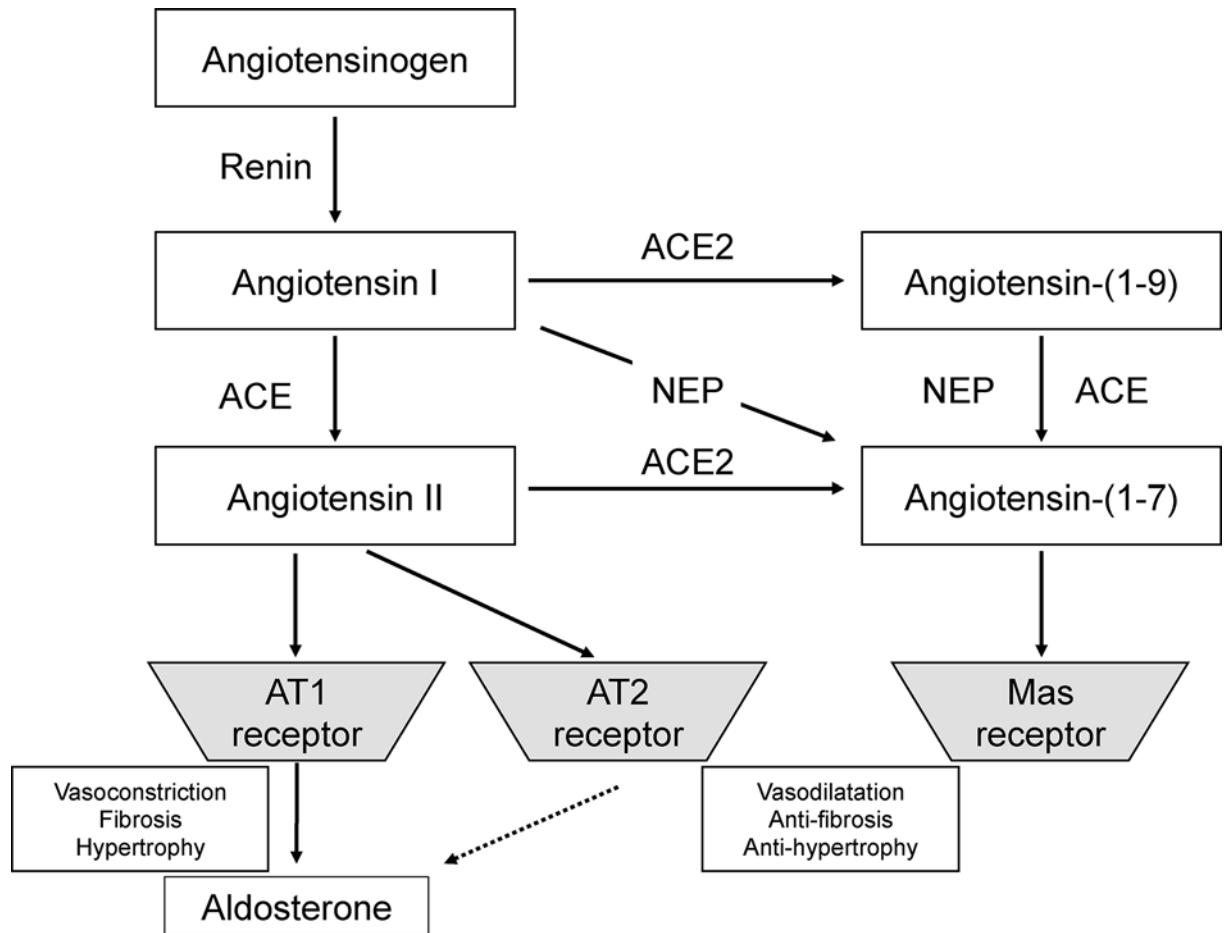 Angiotensinogen
Renin
ACE2
Angiotensin I
Angiotensin-(1-9)
ACE
NEP
NEP
ACE
ACE2
Angiotensin II
Angiotensin-(1-7)
AT1
receptor
AT2
receptor
Mas
receptor
Vasoconstriction
Fibrosis
Hypertrophy
Vasodilatation
Anti-fibrosis
Anti-hypertrophy
Aldosterone